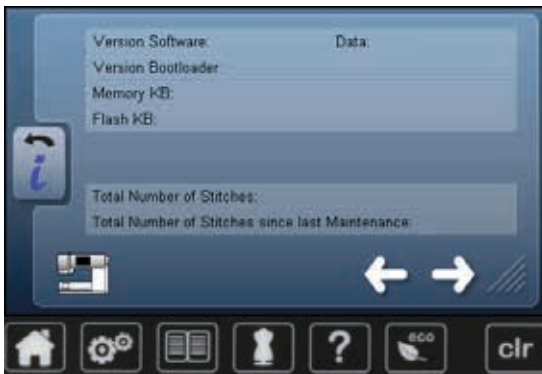 Version Software: Data:
Version Bootloader
Memory KB:
Flash KB:
i
Total Number of Stitches:
Total Number of Stitches since last Maintenance:
? eco clr